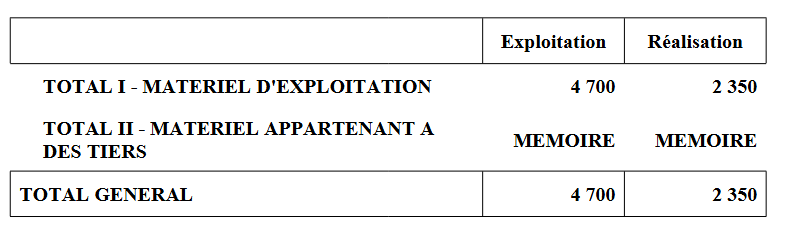 Exploitation Réalisation
TOTAL I - MATERIEL D'EXPLOITATION 4 700 2 350
TOTAL II - MATERIEL APPARTENANT A
DES TIERS MEMOIRE MEMOIRE
TOTAL GENERAL 4 700 2 350